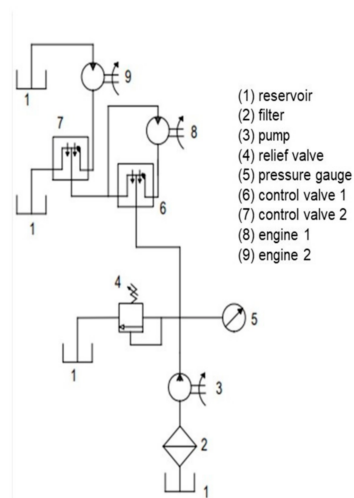 9
1
7
8
1
6
4
5
1
3
2
1
(1) reservoir
(2) filter
(3) pump
(4) relief valve
(5) pressure gauge
(6) control valve 1
(7) control valve 2
(8) engine 1
(9) engine 2